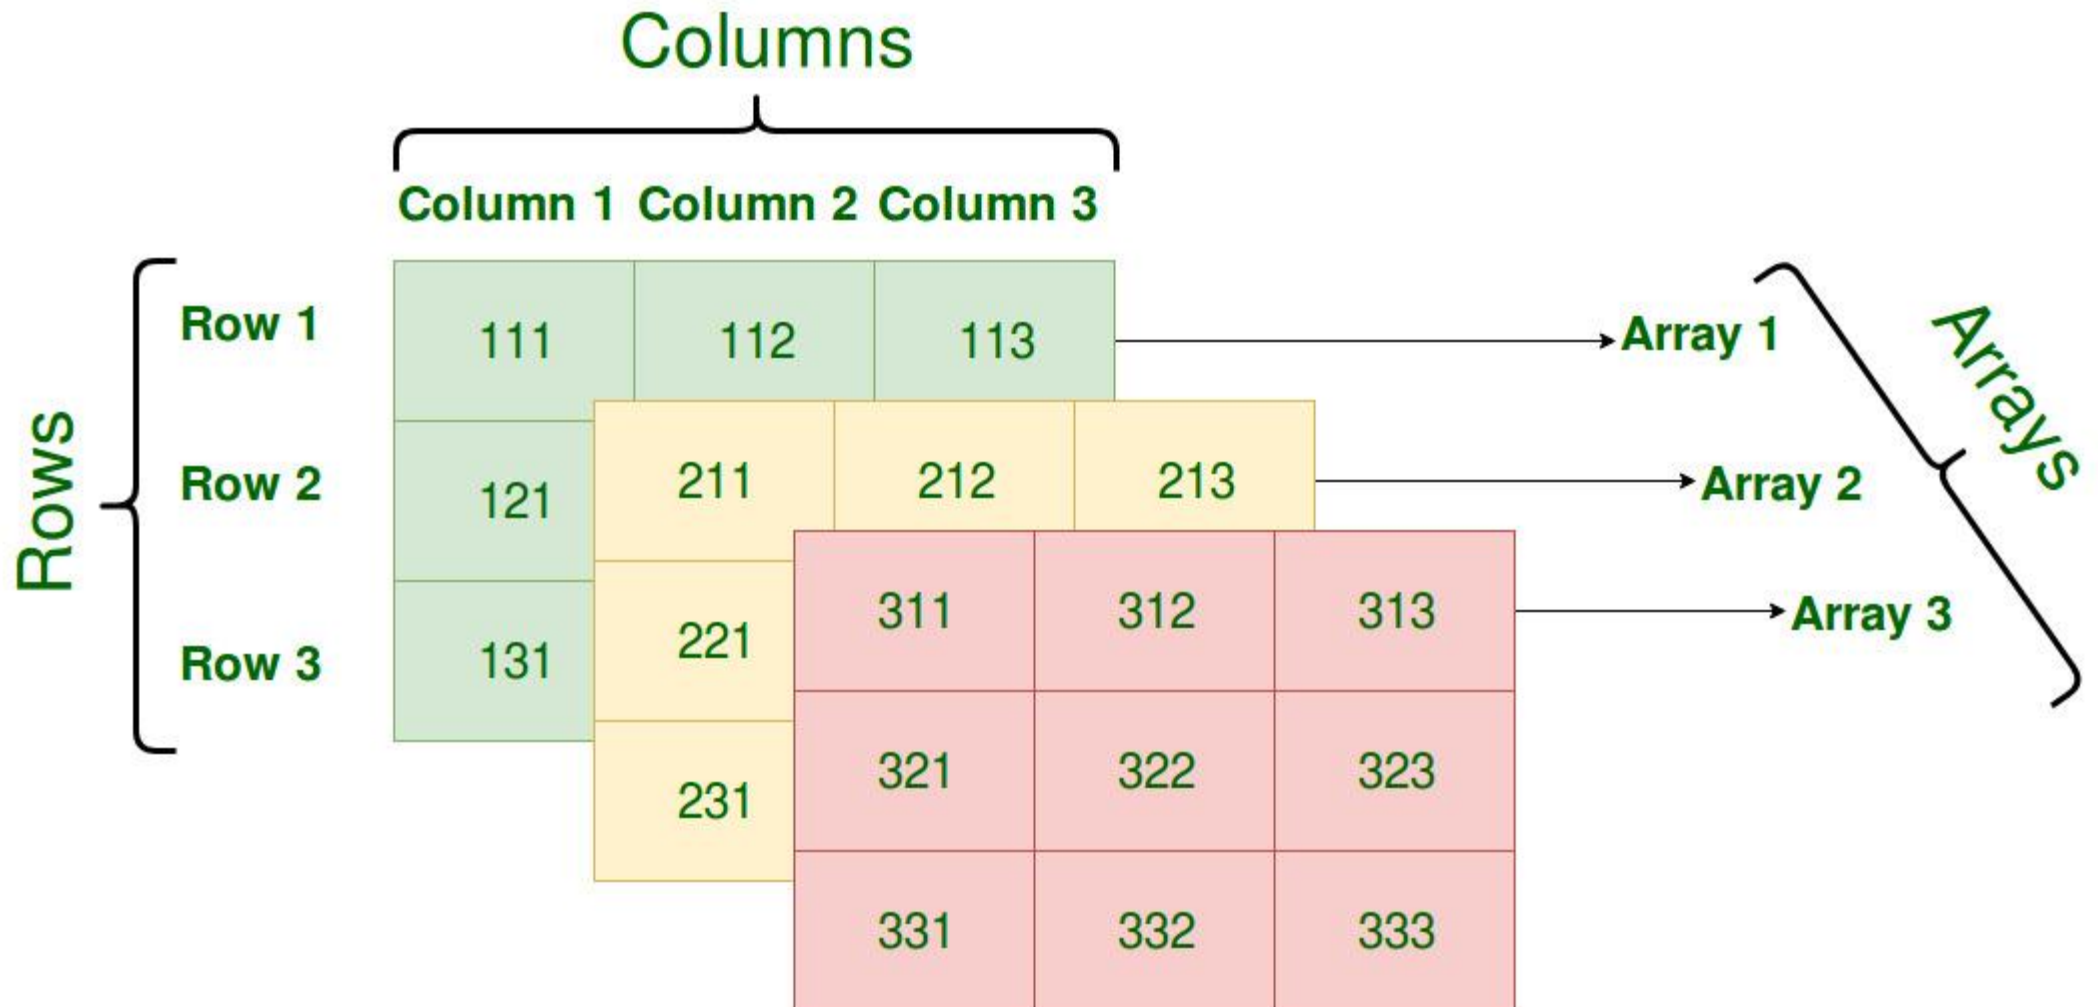 Columns
Column 1 Column 2 Column 3
Rows
Row 1
111 112 113
Array 1
Arrays
Row 2
121
211 212 213
Array 2
Row 3
131
221
311 312 313
Array 3
231
321 322 323
331 332 333